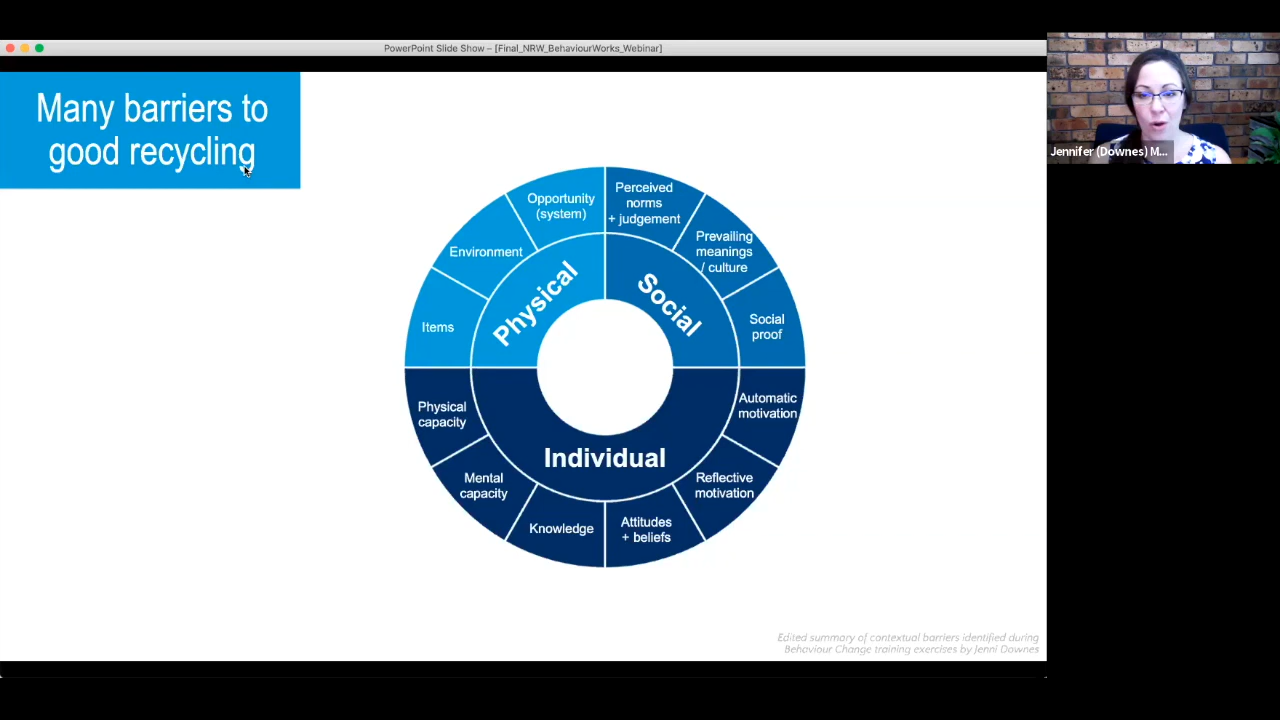 PowerPoint Slide Show – [Final_NRW_BehaviourWorks_Webinar]
Many barriers to
good recycling
Jennifer (Downes) M...
Opportunity
(system)
Perceived
norms
+ judgement
Environment
Prevailing
meanings
/ culture
Items
Physical
Social
Social
proof
Physical
capacity
Automatic
motivation
Individual
Mental
capacity
Reflective
motivation
Knowledge
Attitudes
+ beliefs
Edited summary of contextual barriers identified during
Behaviour Change training exercises by Jenni Downes